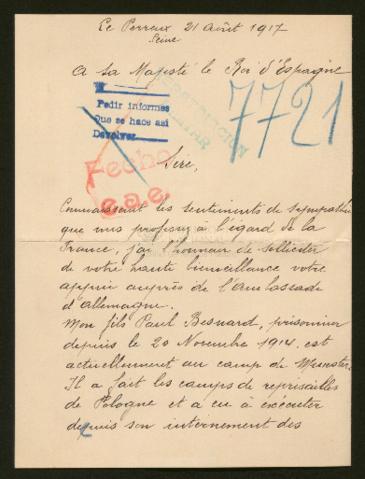 Le Perreux 21 Août 1917
Seine
A Sa Majesté le Roi d'Espagne
Pedir informes
Que se hace asi
Devolver
7721
Fecho
e.a.e.
Sire,
Connaissant les sentiments de sympathie
que vous professez à l'égard de la
France, j'ai l'honneur de solliciter
de votre haute bienveillance votre
appui auprès de l'Ambassade
d'Allemagne.
Mon fils Paul Besnard, prisonnier
depuis le 20 Novembre 1914, est
actuellement au camp de Munster.
Il a fait les camps de represailles
de Pologne et a eu à exécuter
depuis son internement des